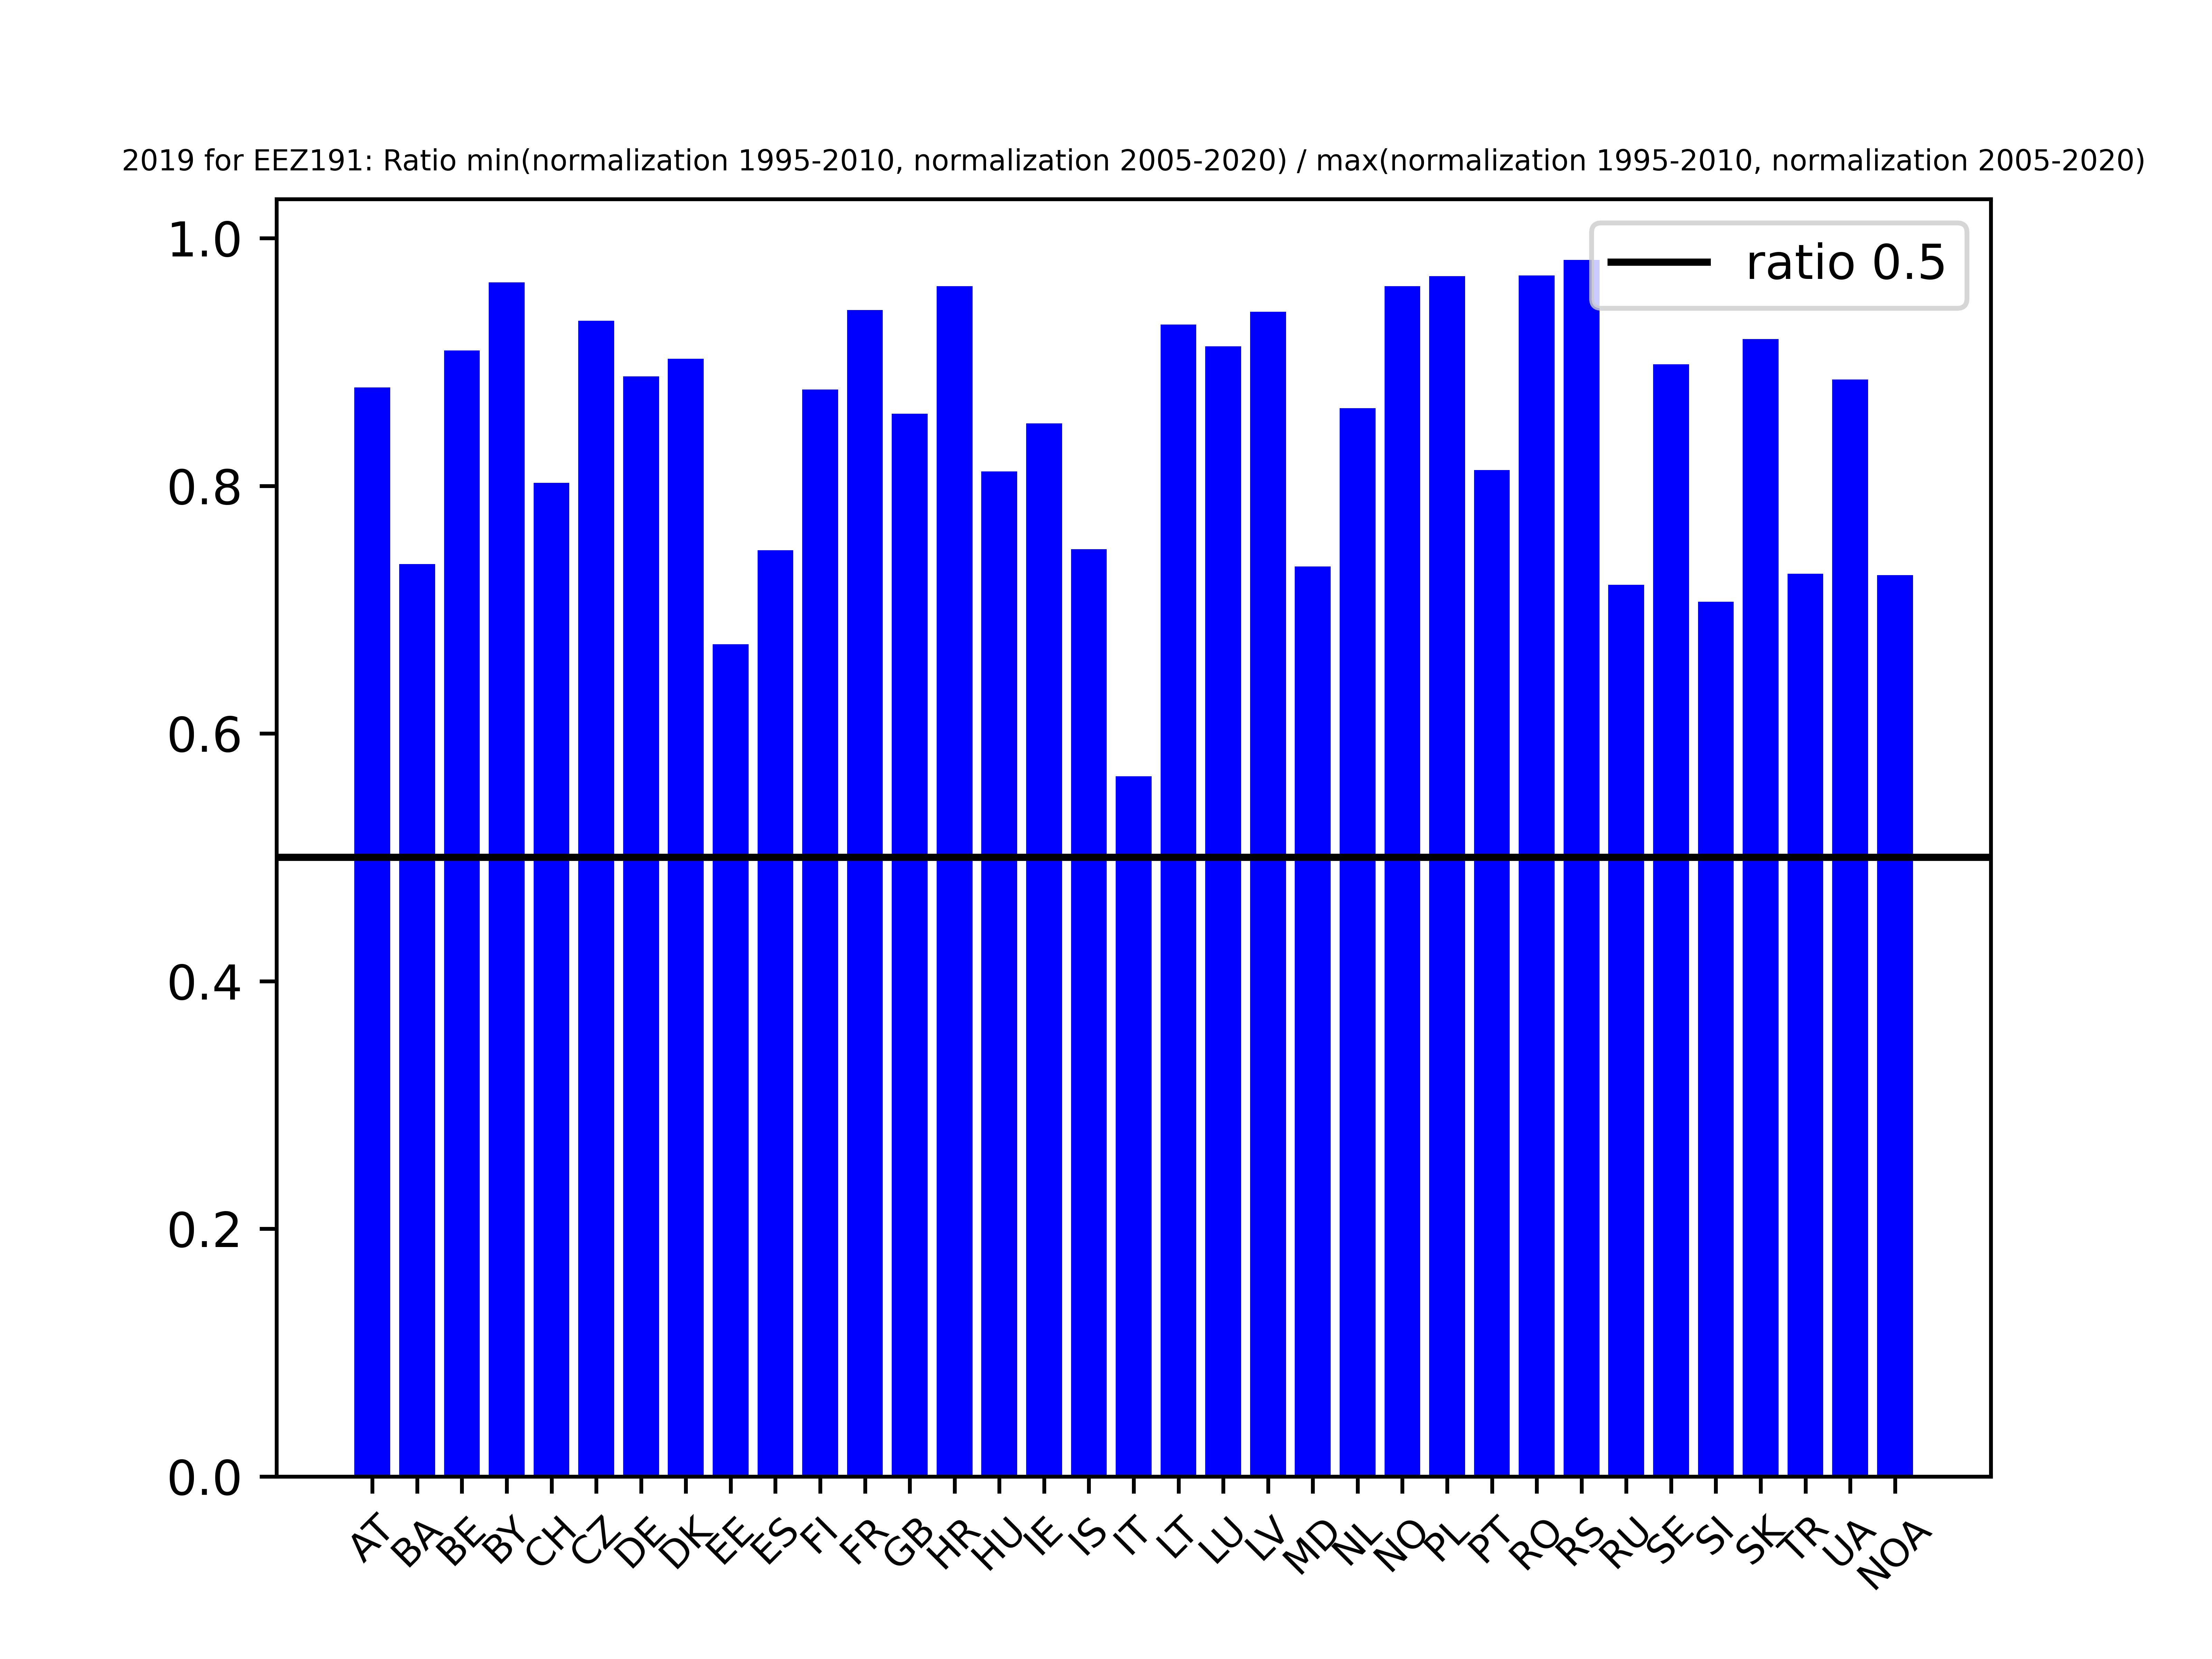 2019 for EEZ191: Ratio min(normalization 1995-2010, normalization 2005-2020) / max(normalization 1995-2010, normalization 2005-2020)
ratio 0.5
1.0
0.8
0.6
0.4
0.2
0.0
AT BA BE BY CH CZ DE DK EE ES FI FR GB HR HU IE IS IT LT LU LV MD NL NO PL PT RO RS RU SE SI SK TR UA NOA